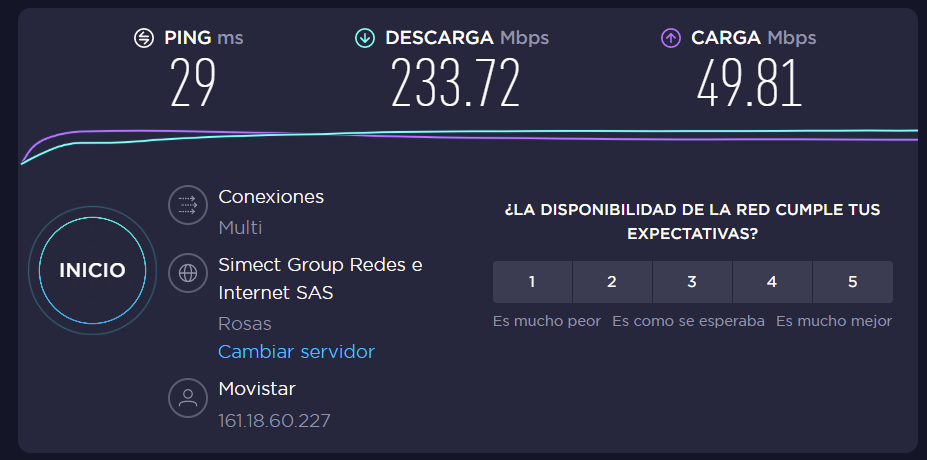 PING ms
29
DESCARGA Mbps
233.72
CARGA Mbps
49.81
INICIO
Conexiones
Multi
Simect Group Redes e
Internet SAS
Rosas
Cambiar servidor
Movistar
161.18.60.227
¿LA DISPONIBILIDAD DE LA RED CUMPLE TUS
EXPECTATIVAS?
1 2 3 4 5
Es mucho peor Es como se esperaba Es mucho mejor